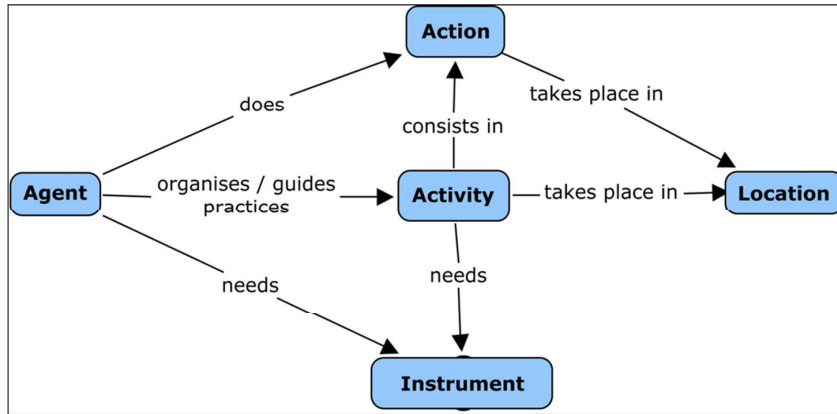 Action
does
takes place in
consists in
Agent
organises / guides
practices
Activity
takes place in
Location
needs
needs
Instrument